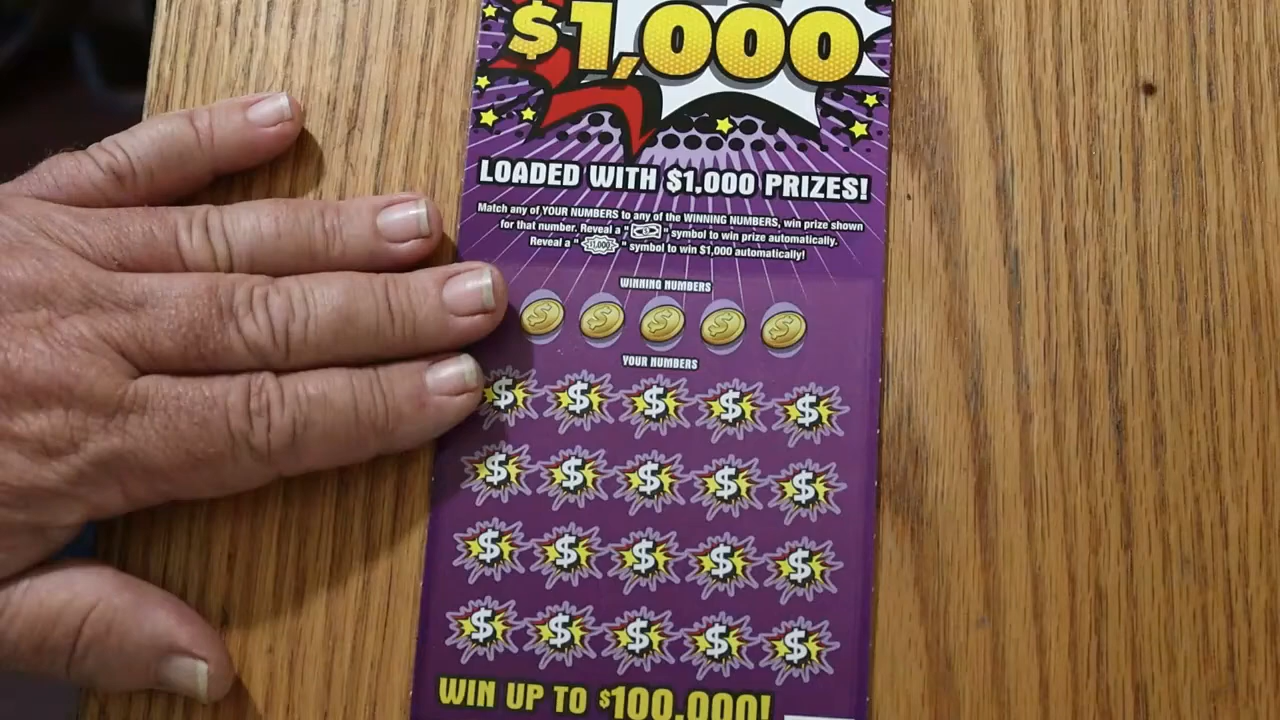 $1,000
LOADED WITH $1,000 PRIZES!
Match any of YOUR NUMBERS to any of the WINNING NUMBERS, win prize shown
for that number. Reveal a " " symbol to win prize automatically.
Reveal a " $1,000 " symbol to win $1,000 automatically!
WINNING NUMBERS
$ $ $ $ $
YOUR NUMBERS
$ $ $ $ $
$ $ $ $ $
$ $ $ $ $
$ $ $ $ $
WIN UP TO $100,000!